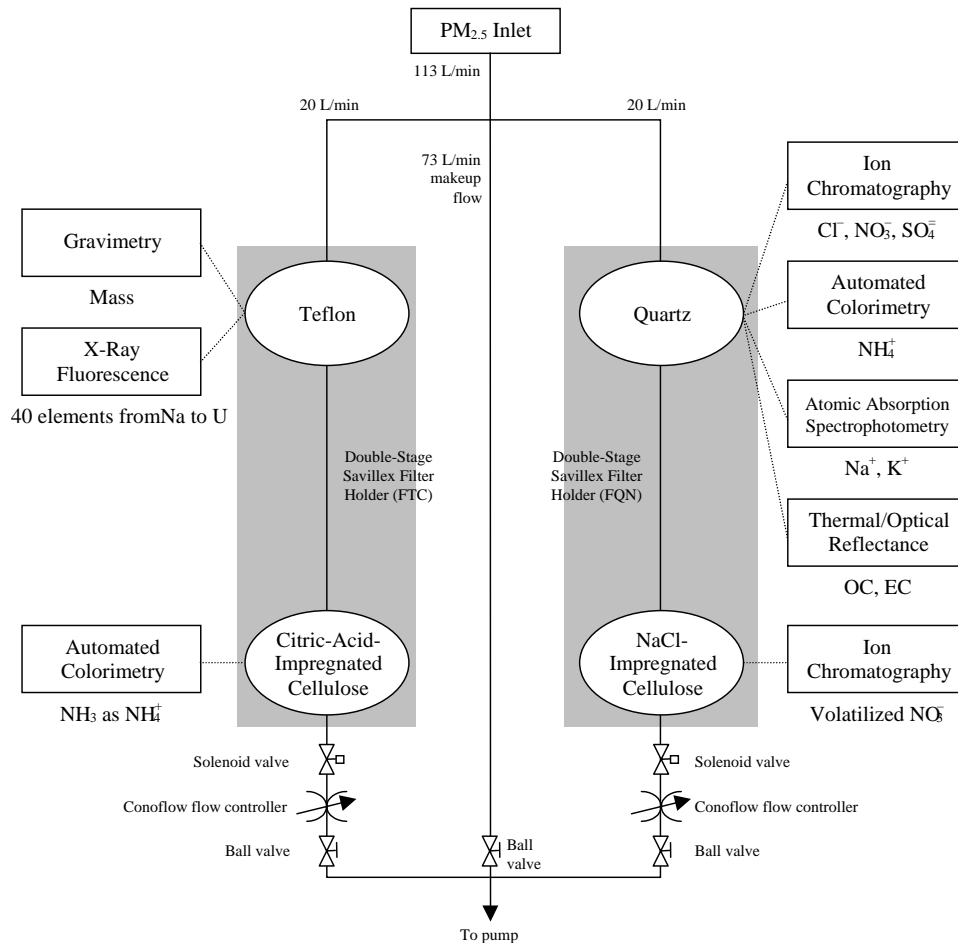 PM2.5 Inlet
113 L/min
20 L/min
20 L/min
73 L/min
makeup
flow
Gravimetry
Mass
X-Ray
Fluorescence
40 elements fromNa to U
Teflon
Double-Stage
Savillex Filter
Holder (FTC)
Citric-Acid-
Impregnated
Cellulose
Automated
Colorimetry
NH3 as NH4+
Quartz
Double-Stage
Savillex Filter
Holder (FQN)
NaCl-
Impregnated
Cellulose
Ion
Chromatography
Cl−, NO3−, SO4=
Automated
Colorimetry
NH4+
Atomic Absorption
Spectrophotometry
Na+, K+
Thermal/Optical
Reflectance
OC, EC
Ion
Chromatography
Volatilized NO3−
Solenoid valve
Conoflow flow controller
Ball valve
Ball
valve
Solenoid valve
Conoflow flow controller
Ball valve
To pump